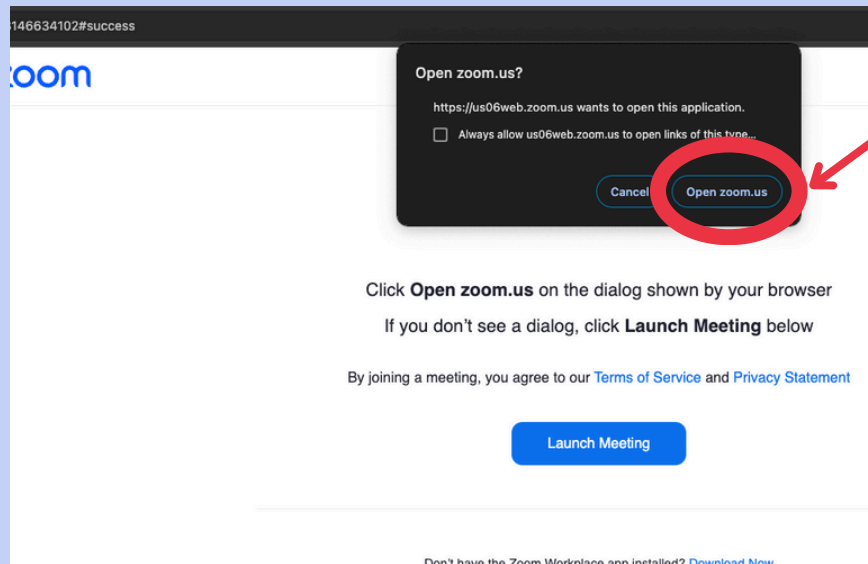 146634102#success
zoom
Open zoom.us?
https://us06web.zoom.us wants to open this application.
Always allow us06web.zoom.us to open links of this type...
Cancel Open zoom.us
Click Open zoom.us on the dialog shown by your browser
If you don't see a dialog, click Launch Meeting below
By joining a meeting, you agree to our Terms of Service and Privacy Statement
Launch Meeting
Don't have the Zoom Workplace app installed? Download Now